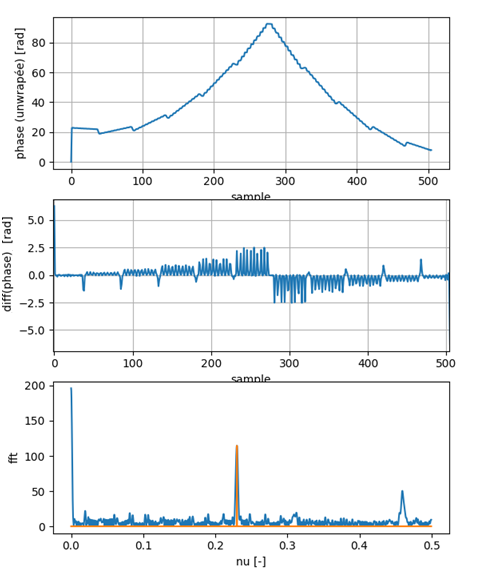 phase (unwrapée) [rad]
80
60
40
20
0
0 100 200 300 400 500
sample
diff(phase) [rad]
5.0
2.5
0.0
−2.5
−5.0
0 100 200 300 400 500
sample
fft
200
150
100
50
0
0.0 0.1 0.2 0.3 0.4 0.5
nu [-]